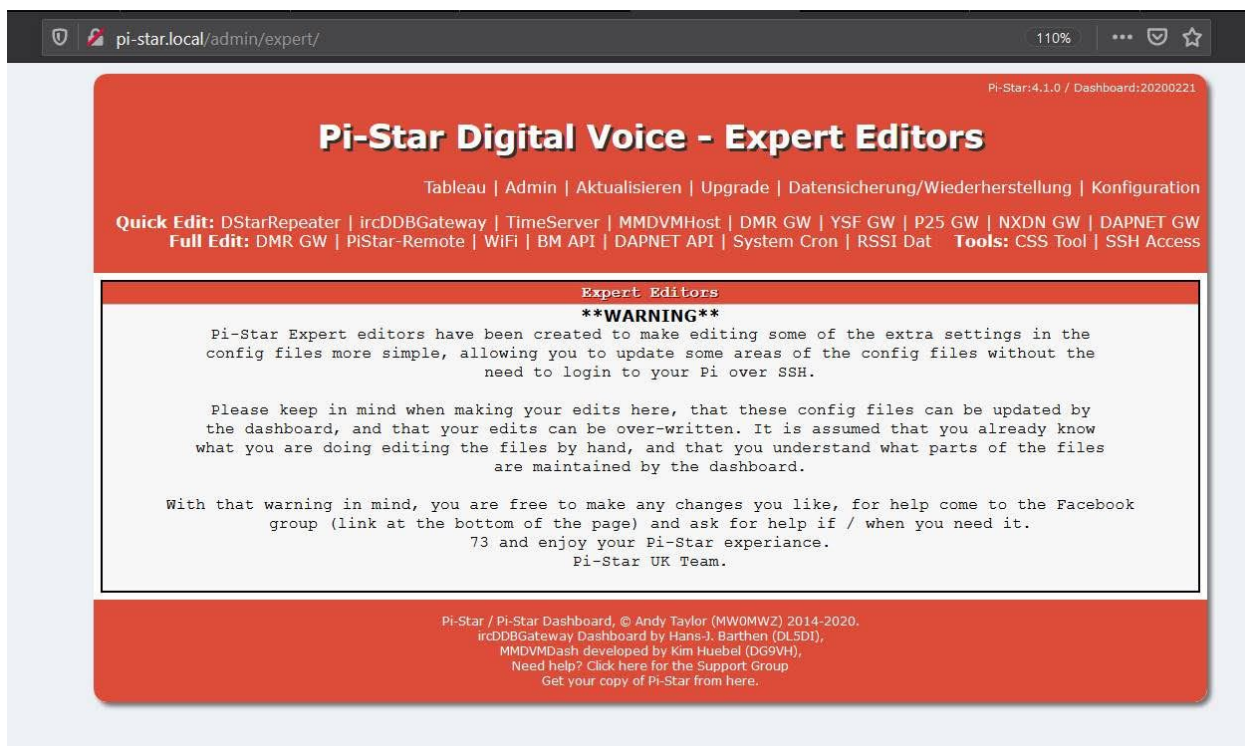 pi-star.local/admin/expert/
110%
Pi-Star:4.1.0 / Dashboard:20200221
Pi-Star Digital Voice - Expert Editors
Tableau | Admin | Aktualisieren | Upgrade | Datensicherung/Wiederherstellung | Konfiguration
Quick Edit: DStarRepeater | ircDDBGateway | TimeServer | MMDVMHost | DMR GW | YSF GW | P25 GW | NXDN GW | DAPNET GW
Full Edit: DMR GW | PiStar-Remote | WiFi | BM API | DAPNET API | System Cron | RSSI Dat Tools: CSS Tool | SSH Access
Expert Editors
**WARNING**
Pi-Star Expert editors have been created to make editing some of the extra settings in the
config files more simple, allowing you to update some areas of the config files without the
need to login to your Pi over SSH.
Please keep in mind when making your edits here, that these config files can be updated by
the dashboard, and that your edits can be over-written. It is assumed that you already know
what you are doing editing the files by hand, and that you understand what parts of the files
are maintained by the dashboard.
With that warning in mind, you are free to make any changes you like, for help come to the Facebook
group (link at the bottom of the page) and ask for help if / when you need it.
73 and enjoy your Pi-Star experiance.
Pi-Star UK Team.
Pi-Star / Pi-Star Dashboard, © Andy Taylor (MW0MWZ) 2014-2020.
ircDDBGateway Dashboard by Hans-J. Barthen (DL5DI),
MMDVMDash developed by Kim Huebel (DG9VH),
Need help? Click here for the Support Group
Get your copy of Pi-Star from here.